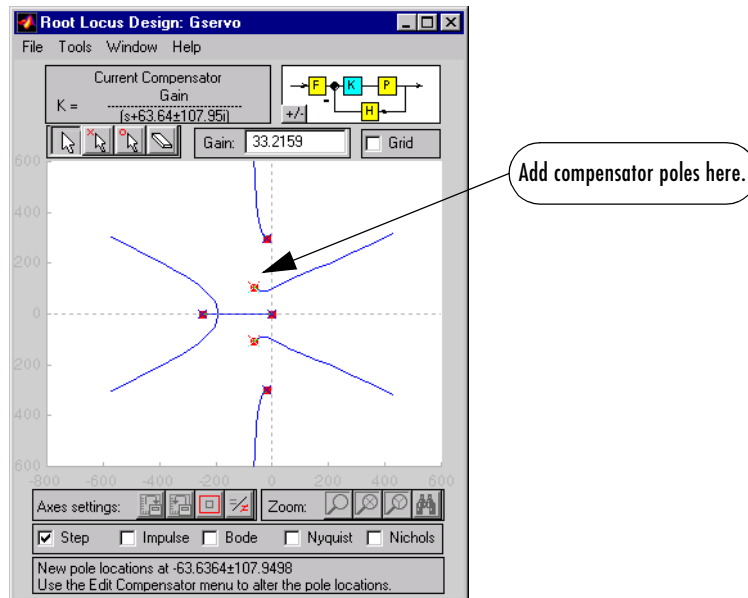 Root Locus Design: Gservo
File Tools Window Help
Current Compensator
Gain
K =
(s+63.64±107.95i)
F K P
+/-
-
H
Gain: 33.2159
Grid
Add compensator poles here.
600
400
200
0
200
400
600
-800 -600 -400 -200 0 200 400 600
Axes settings:
Zoom:
Step Impulse Bode Nyquist Nichols
New pole locations at -63.6364±107.9498
Use the Edit Compensator menu to alter the pole locations.